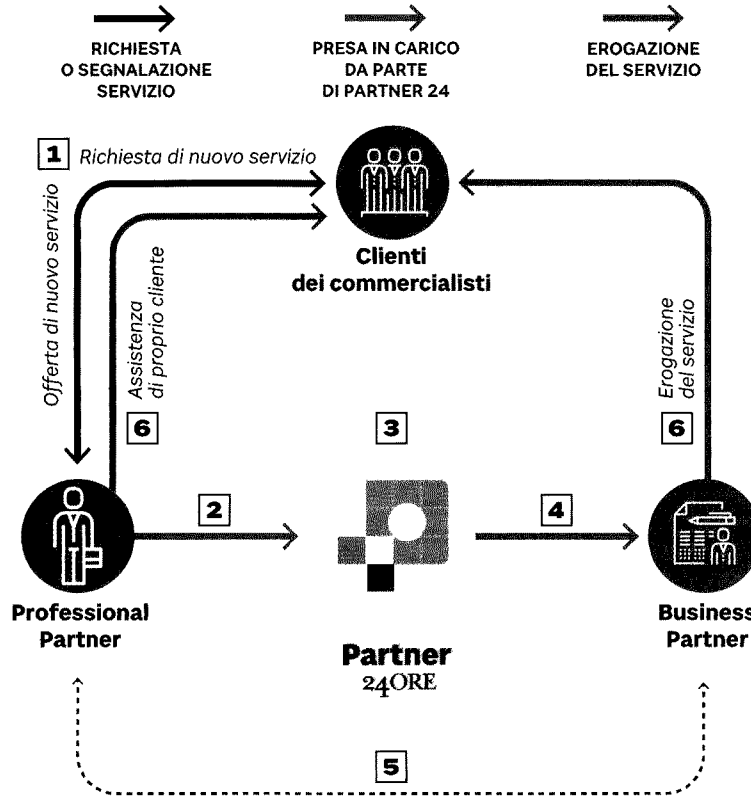 RICHIESTA
O SEGNALAZIONE
SERVIZIO
PRESA IN CARICO
DA PARTE
DI PARTNER 24
EROGAZIONE
DEL SERVIZIO
1 Richiesta di nuovo servizio
Offerta di nuovo servizio
Assistenza
di proprio cliente
6
Clienti
dei commercialisti
3
Erogazione
del servizio
6
2
4
Professional
Partner
Partner
24ORE
Business
Partner
5